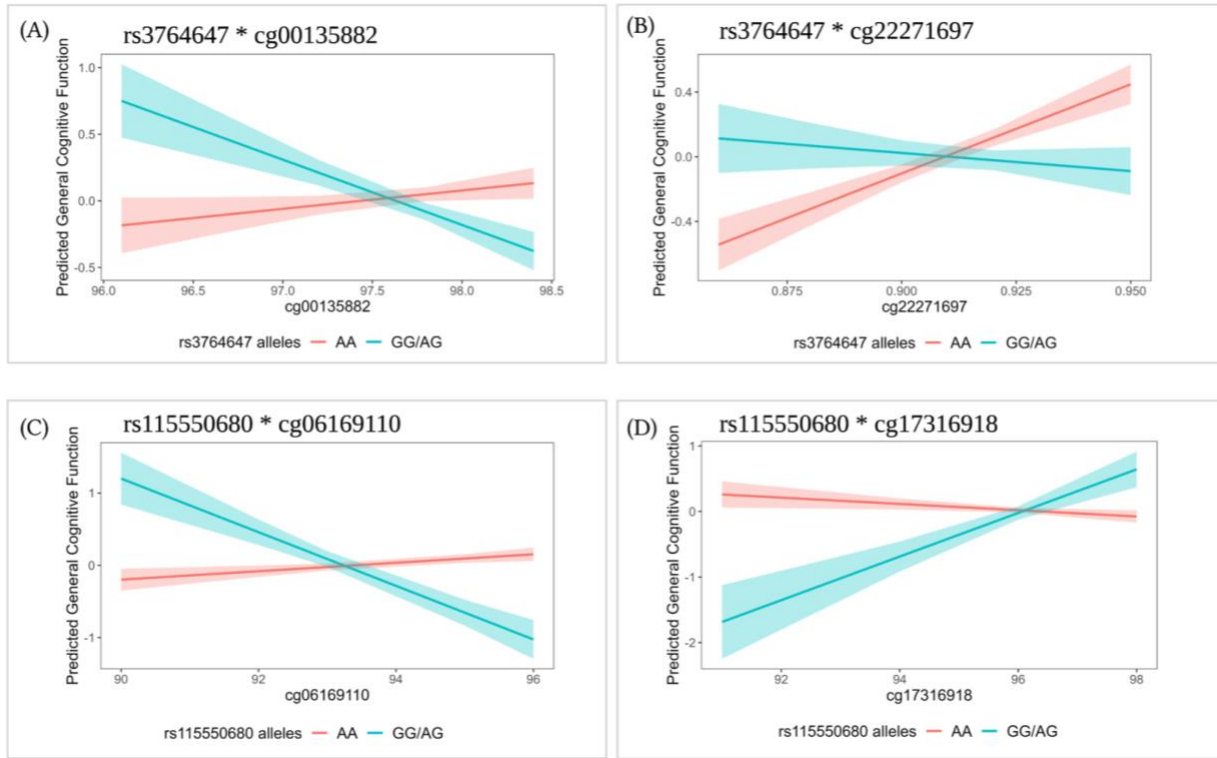 (A)
rs3764647 * cg00135882
Predicted General Cognitive Function
1.0
0.5
0.0
-0.5
96.0 96.5 97.0 97.5 98.0 98.5
cg00135882
rs3764647 alleles AA GG/AG
(B)
rs3764647 * cg22271697
Predicted General Cognitive Function
0.4
0.0
-0.4
0.875 0.900 0.925 0.950
cg22271697
rs3764647 alleles AA GG/AG
(C)
rs115550680 * cg06169110
Predicted General Cognitive Function
1
0
-1
90 92 94 96
cg06169110
rs115550680 alleles AA GG/AG
(D)
rs115550680 * cg17316918
Predicted General Cognitive Function
1
0
-1
-2
92 94 96 98
cg17316918
rs115550680 alleles AA GG/AG